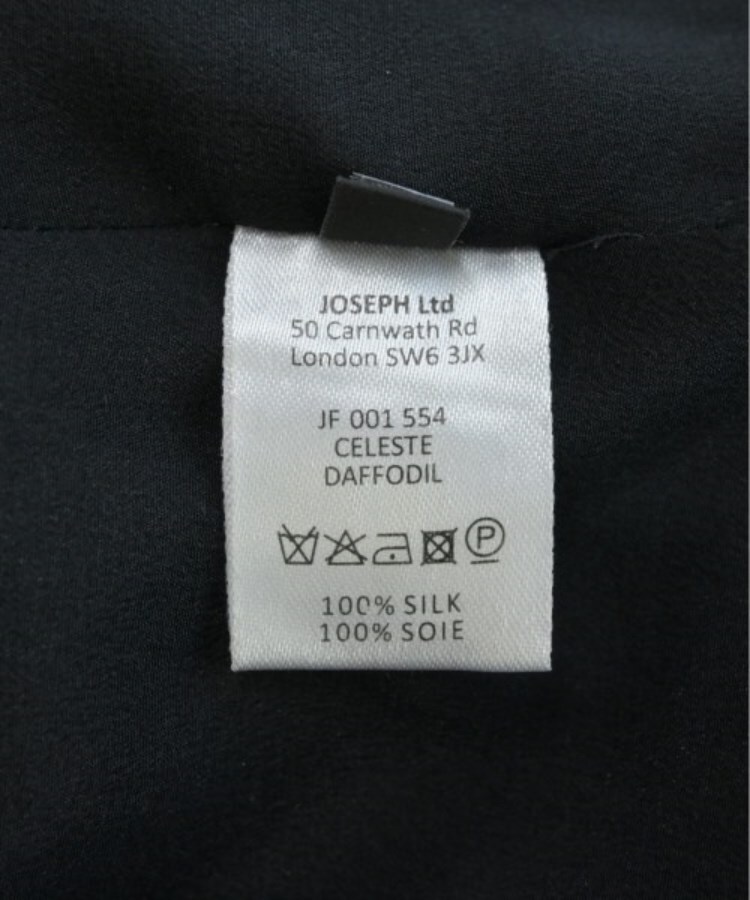 JOSEPH Ltd
50 Carnwath Rd
London SW6 3JX
JF 001 554
CELESTE
DAFFODIL
P
100% SILK
100% SOIE